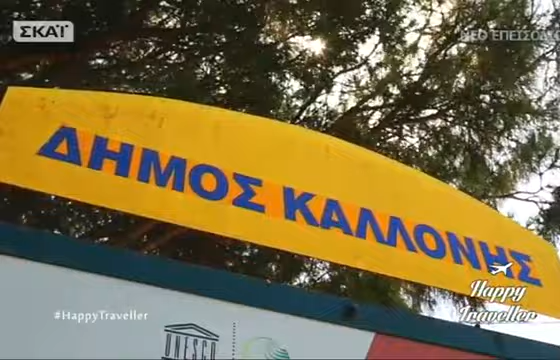 ΣΚΑΪ
ΝΕΟ ΕΠΕΙΣΟΔΙΟ
ΔΗΜΟΣ ΚΑΛΛΟΝΗΣ
Happy
Traveller
#HappyTraveller
UNESCO